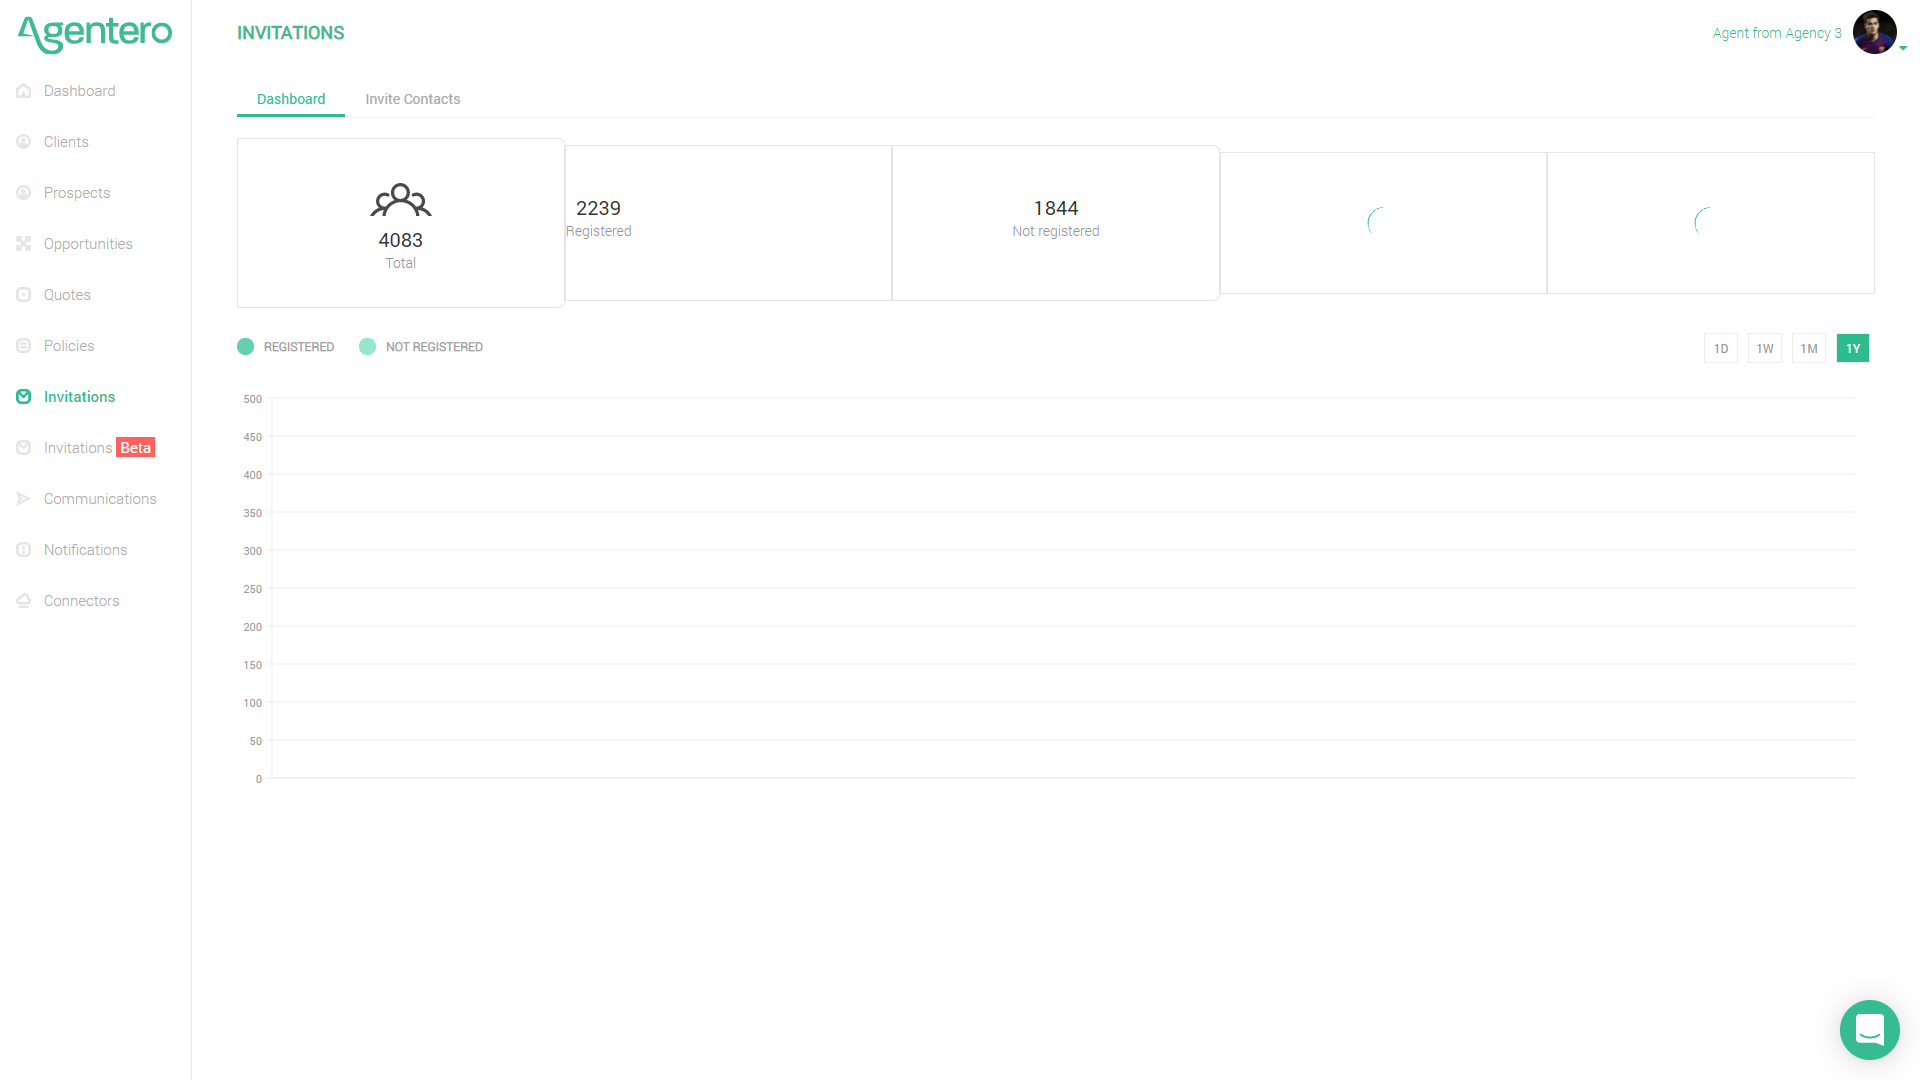 Agentero
INVITATIONS
Agent from Agency 3
Dashboard
Clients
Prospects
Opportunities
Quotes
Policies
Invitations
Invitations Beta
Communications
Notifications
Connectors
Dashboard
Invite Contacts
4083
Total
2239
Registered
1844
Not registered
REGISTERED
NOT REGISTERED
1D
1W
1M
1Y
500
450
400
350
300
250
200
150
100
50
0